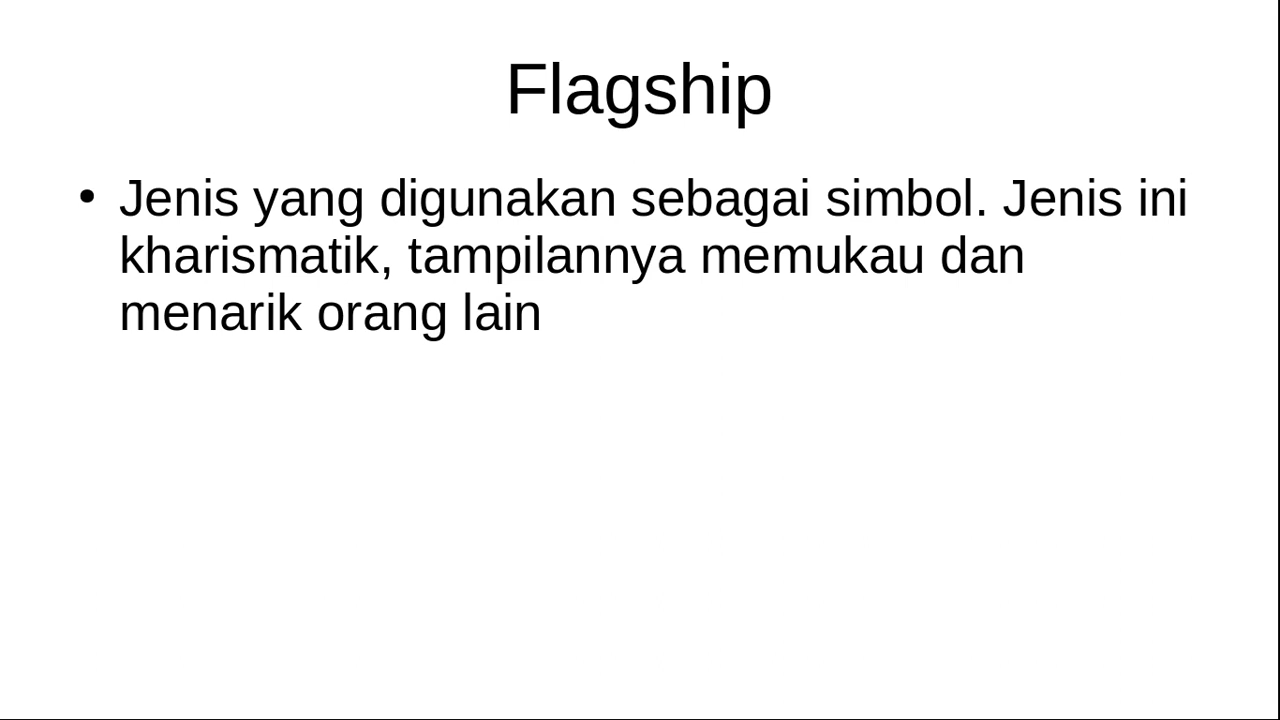 Flagship
• Jenis yang digunakan sebagai simbol. Jenis ini
kharismatik, tampilannya memukau dan
menarik orang lain